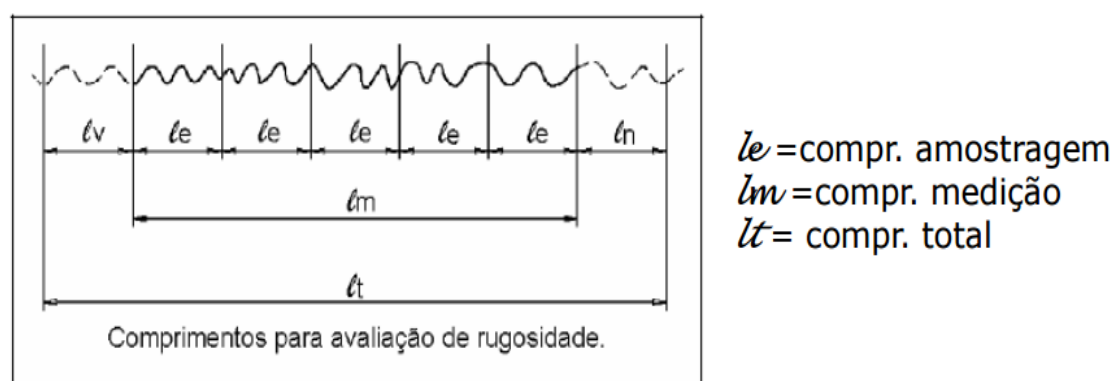 ℓv ℓe ℓe ℓe ℓe ℓe ℓn
ℓm
ℓt
Comprimentos para avaliação de rugosidade.
le =compr. amostragem
lm =compr. medição
lt = compr. total